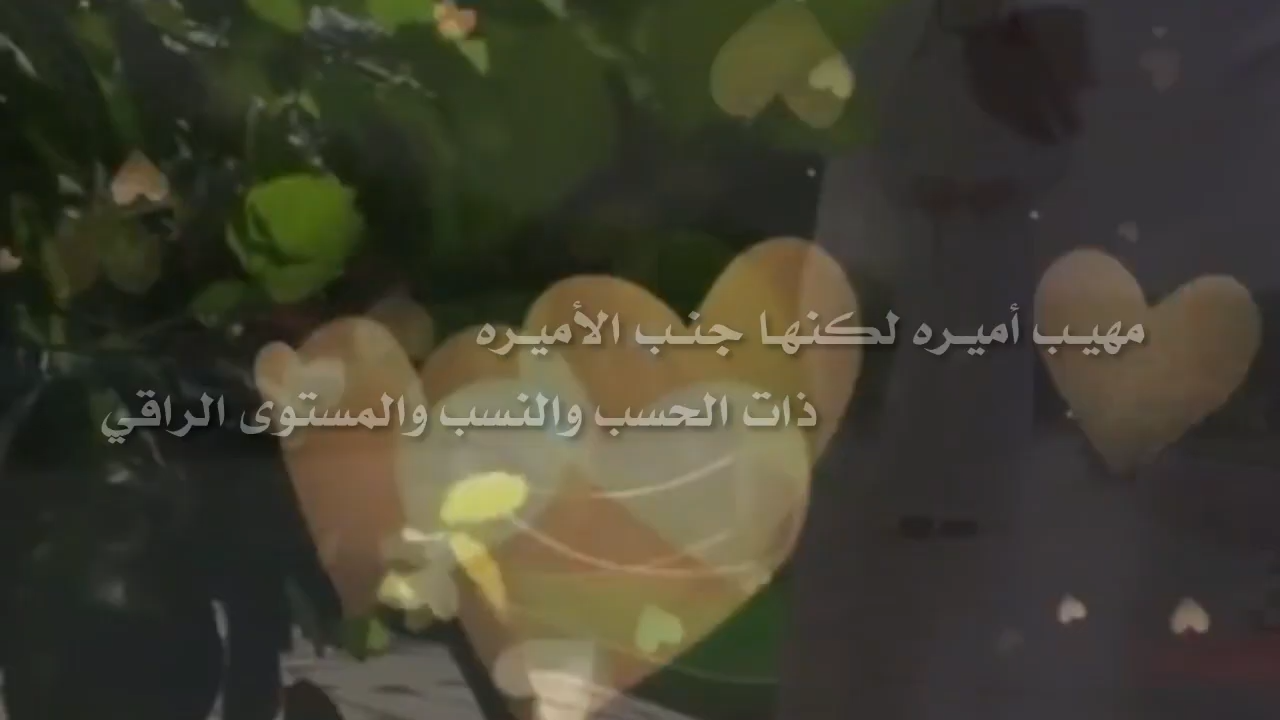 مهيب أميره لكنها جنب الأميره
ذات الحسب والنسب والمستوى الراقي